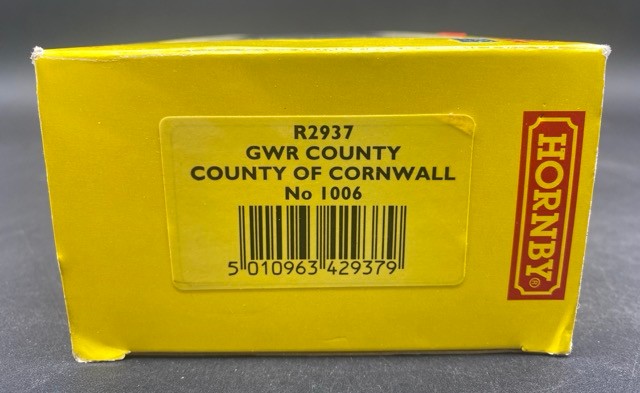 R2937
GWR COUNTY
COUNTY OF CORNWALL
No 1006
5 010963 429379
HORNBY®